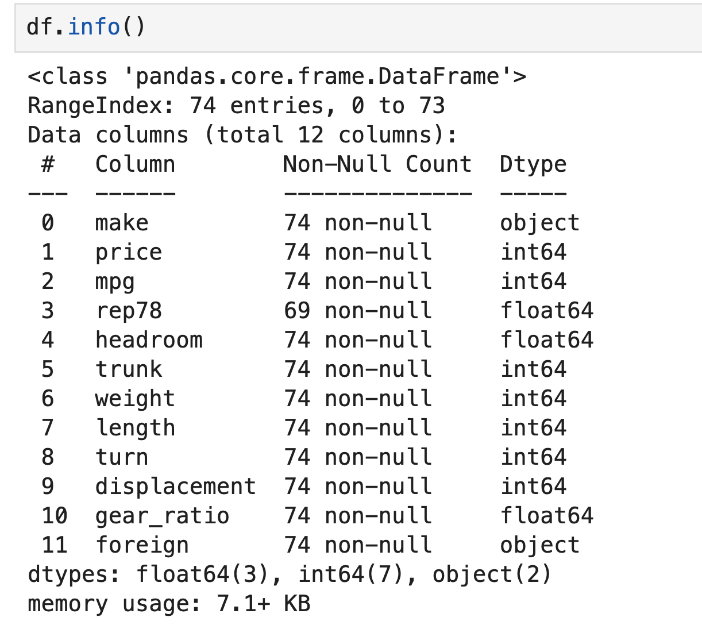 df.info()
<class 'pandas.core.frame.DataFrame'>
RangeIndex: 74 entries, 0 to 73
Data columns (total 12 columns):
 #   Column        Non-Null Count  Dtype
---  ------        --------------  -----
 0   make          74 non-null     object
 1   price         74 non-null     int64
 2   mpg           74 non-null     int64
 3   rep78         69 non-null     float64
 4   headroom      74 non-null     float64
 5   trunk         74 non-null     int64
 6   weight        74 non-null     int64
 7   length        74 non-null     int64
 8   turn          74 non-null     int64
 9   displacement  74 non-null     int64
 10  gear_ratio    74 non-null     float64
 11  foreign       74 non-null     object
dtypes: float64(3), int64(7), object(2)
memory usage: 7.1+ KB